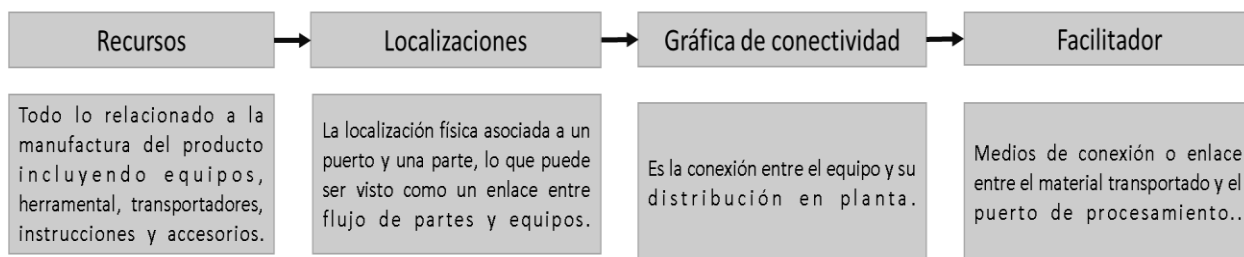 Recursos
Localizaciones
Gráfica de conectividad
Facilitador
Todo lo relacionado a la
manufactura del producto
incluyendo equipos,
herramental, transportadores,
instrucciones y accesorios.
La localización física asociada a un
puerto y una parte, lo que puede
ser visto como un enlace entre
flujo de partes y equipos.
Es la conexión entre el equipo y su
distribución en planta.
Medios de conexión o enlace
entre el material transportado y el
puerto de procesamiento..